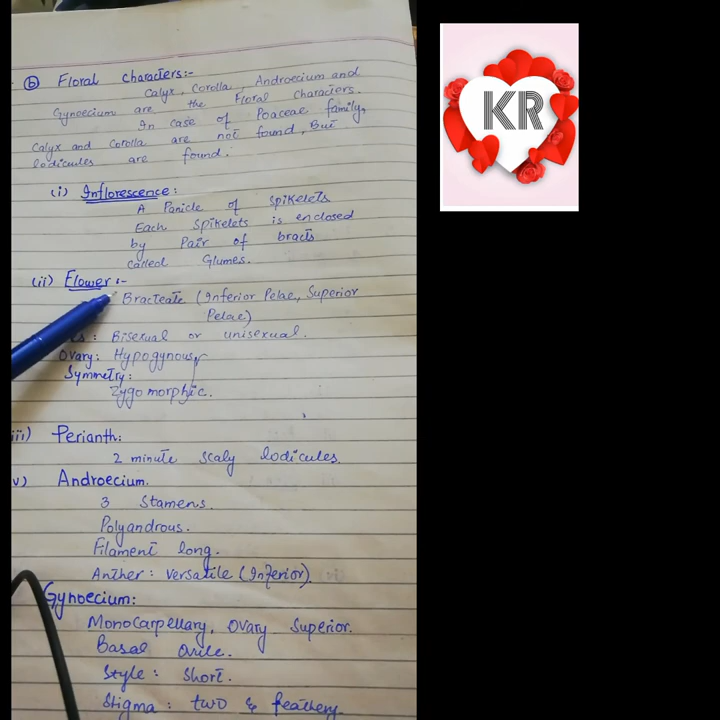 (b) Floral characters:-
Calyx, Corolla, Androecium and
Gynoecium are the Floral characters.
In case of Poaceae family,
Calyx and Corolla are not found, But
lodicules are found.
(i) Inflorescence:
A Panicle of Spikelets
Each Spikelets is enclosed
by Pair of bracts
called Glumes.
(ii) Flower:-
Bracteate (Inferior Pelae, Superior
Pelae)
: Bisexual or unisexual.
Ovary: Hypogynous,
Symmetry:
Zygomorphic.
iii) Perianth:
2 minute scaly lodicules.
v) Androecium.
3 Stamens.
Polyandrous.
Filament long.
Anther: versatile (Inferior).
Gynoecium:
Monocarpellary, Ovary Superior.
Basal Ovule.
Style: Short.
Stigma: two & feathery.
KR